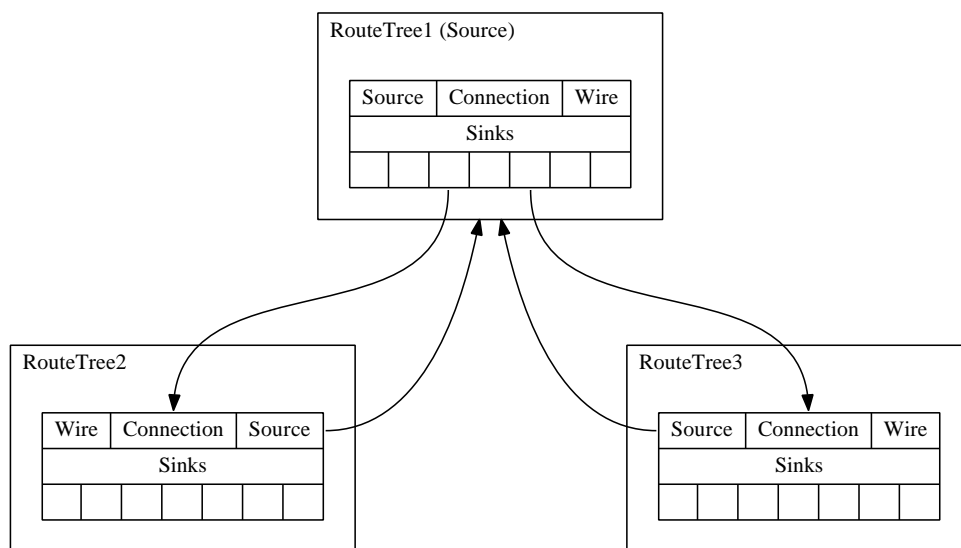 RouteTree1 (Source)
Source Connection Wire
Sinks
RouteTree2
Wire Connection Source
Sinks
RouteTree3
Source Connection Wire
Sinks